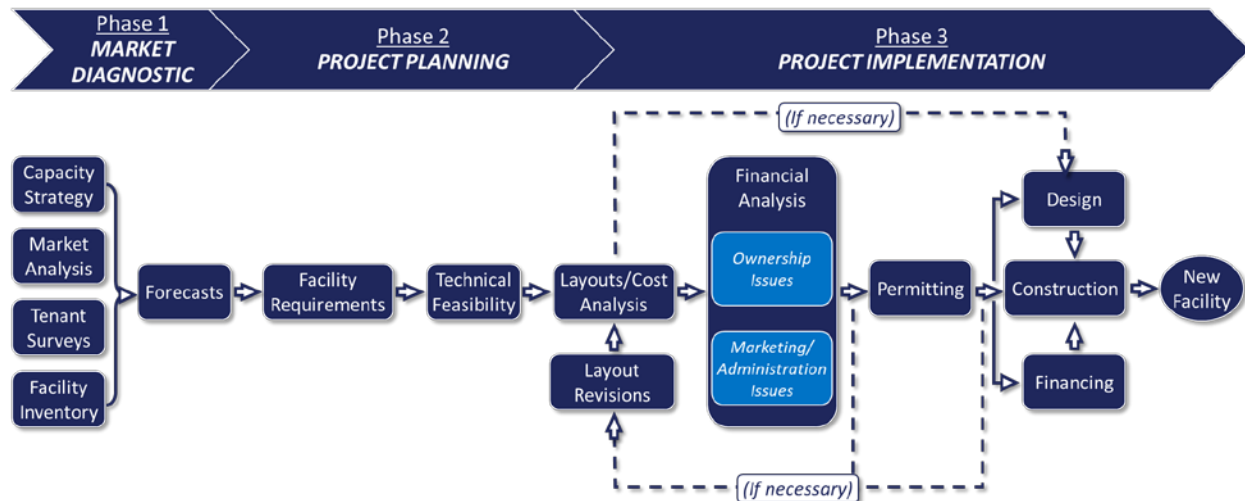 Phase 1
MARKET
DIAGNOSTIC
Phase 2
PROJECT PLANNING
Phase 3
PROJECT IMPLEMENTATION
(If necessary)
Capacity
Strategy
Market
Analysis
Tenant
Surveys
Facility
Inventory
Forecasts
Facility
Requirements
Technical
Feasibility
Layouts/Cost
Analysis
Layout
Revisions
Financial
Analysis
Ownership
Issues
Marketing/
Administration
Issues
Permitting
Design
Construction
Financing
New
Facility
(if necessary)